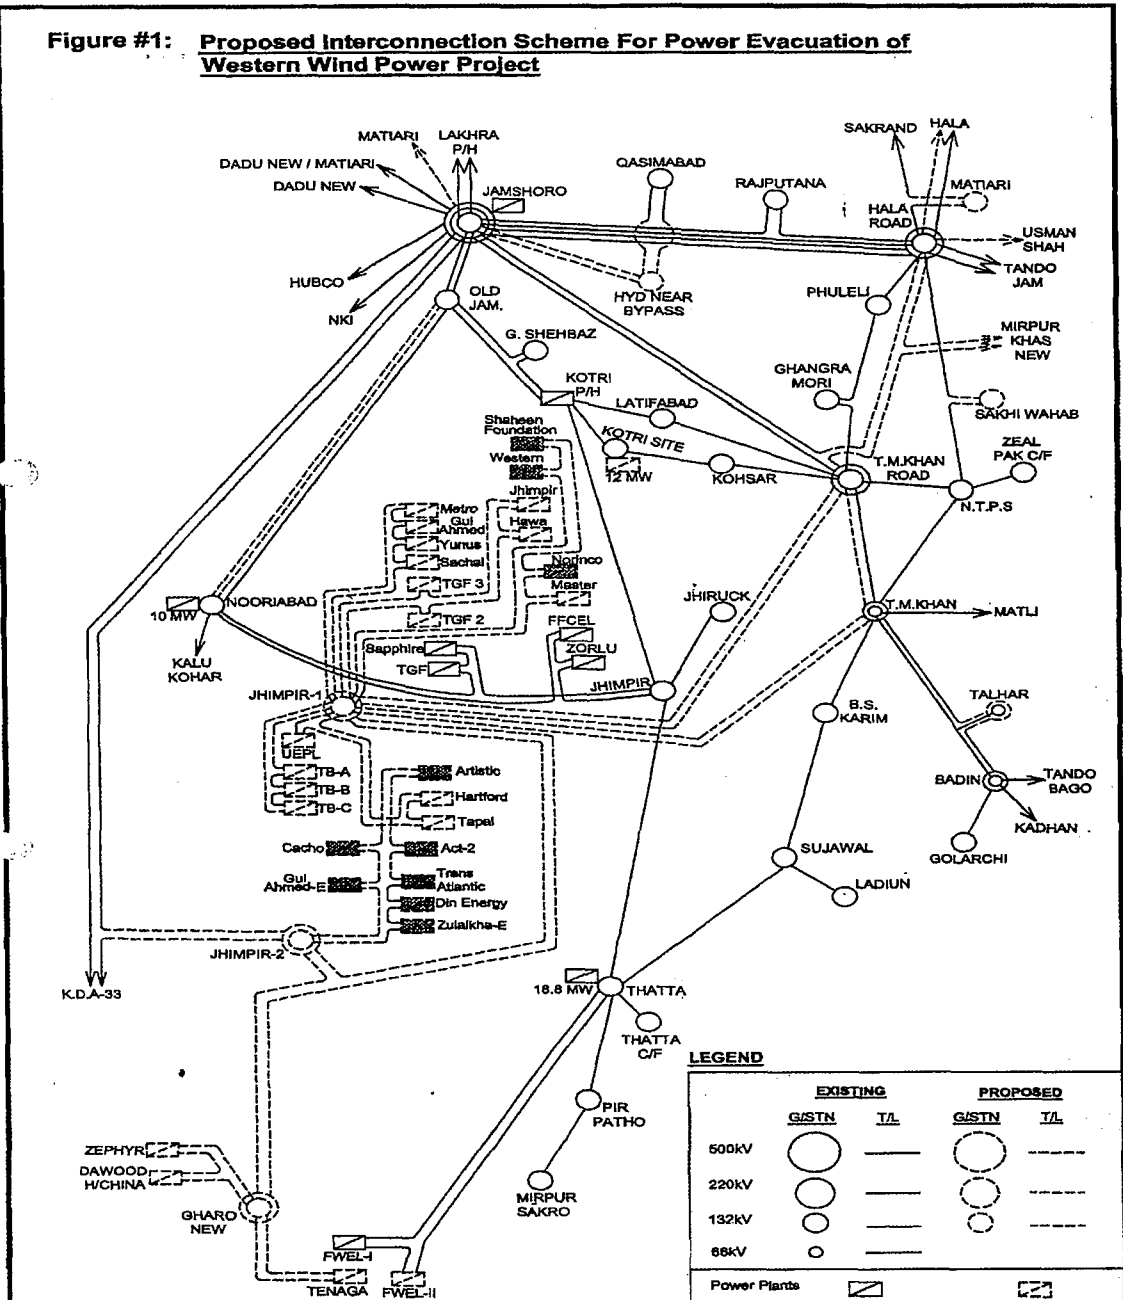 Figure #1: Proposed Interconnection Scheme For Power Evacuation of
Western Wind Power Project
MATIARI
LAKHRA
P/H
DADU NEW / MATIARI
DADU NEW
JAMSHORO
QASIMABAD
RAJPUTANA
SAKRAND
HALA
MATIARI
HALA
ROAD
USMAN
SHAH
TANDO
JAM
HUBCO
NKI
OLD
JAM.
HYD NEAR
BYPASS
PHULELI
MIRPUR
KHAS
NEW
G. SHEHBAZ
KOTRI
P/H
GHANGRA
MORI
LATIFABAD
SAKHI WAHAB
Shaheen
Foundation
KOTRI SITE
Western
12 MW
KOHSAR
T.M.KHAN
ROAD
ZEAL
PAK C/F
N.T.P.S
Jhimpir
Metro
Gul
Ahmed
Hawa
Yunus
Sachal
Norinco
TGF 3
Master
NOORIABAD
10 MW
TGF 2
JHIRUCK
T.M.KHAN
MATLI
FFCEL
Sapphire
ZORLU
KALU
KOHAR
TGF
JHIMPIR
JHIMPIR-1
B.S.
KARIM
TALHAR
UEPL
TB-A
TB-B
TB-C
Artistic
Hartford
Tapal
BADIN
TANDO
BAGO
KADHAN
Cacho
Act-2
SUJAWAL
GOLARCHI
Gul
Ahmed-E
Trans
Atlantic
LADIUN
Din Energy
Zulaikha-E
JHIMPIR-2
K.D.A-33
18.8 MW
THATTA
THATTA
C/F
PIR
PATHO
MIRPUR
SAKRO
ZEPHYR
DAWOOD
H/CHINA
GHARO
NEW
FWEL-I
TENAGA
FWEL-II
LEGEND
EXISTING PROPOSED
G/STN T/L G/STN T/L
500kV
220kV
132kV
66kV
Power Plants